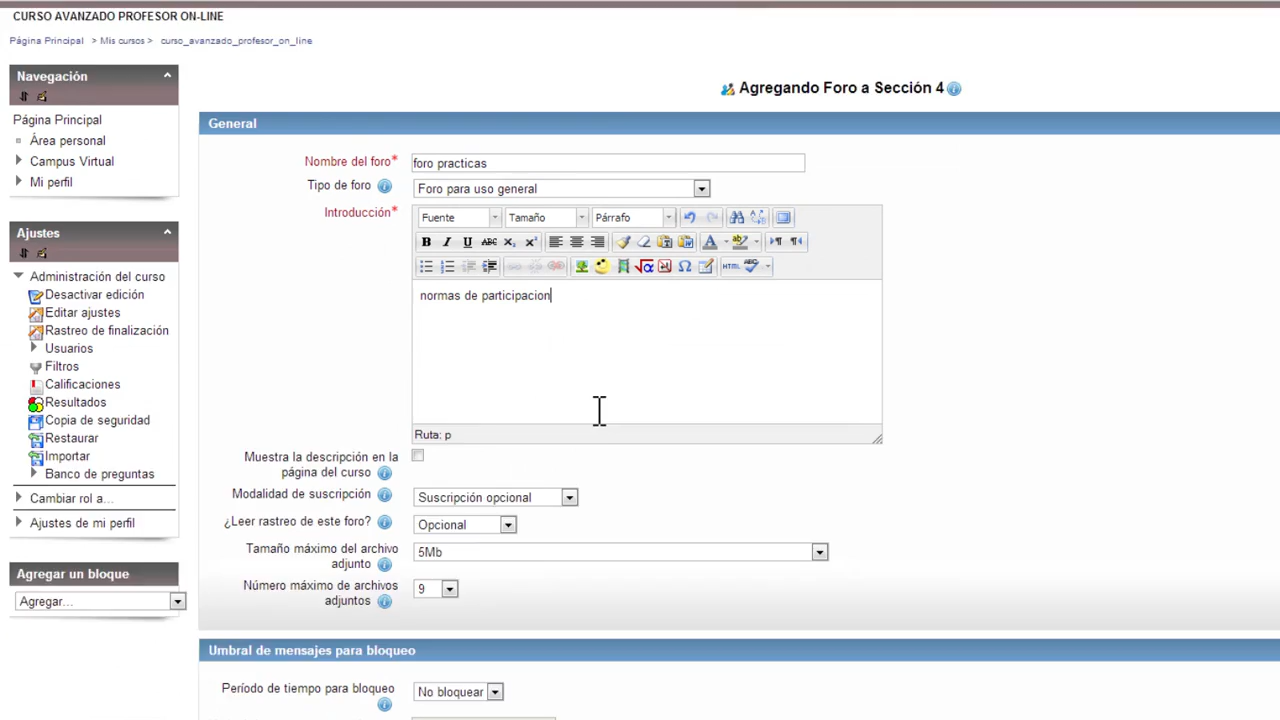 CURSO AVANZADO PROFESOR ON-LINE
Página Principal > Mis cursos > curso_avanzado_profesor_on_line
Navegación
Página Principal
Área personal
Campus Virtual
Mi perfil
Ajustes
Administración del curso
Desactivar edición
Editar ajustes
Rastreo de finalización
Usuarios
Filtros
Calificaciones
Resultados
Copia de seguridad
Restaurar
Importar
Banco de preguntas
Cambiar rol a...
Ajustes de mi perfil
Agregar un bloque
Agregar...
Agregando Foro a Sección 4
General
Nombre del foro* foro practicas
Tipo de foro Foro para uso general
Introducción*
Fuente Tamaño Párrafo
B I U ABC X₂ X² A ab
Ω HTML ABC
normas de participacion
Ruta: p
Muestra la descripción en la
página del curso
Modalidad de suscripción Suscripción opcional
¿Leer rastreo de este foro? Opcional
Tamaño máximo del archivo
adjunto
5Mb
Número máximo de archivos
adjuntos
9
Umbral de mensajes para bloqueo
Período de tiempo para bloqueo No bloquear